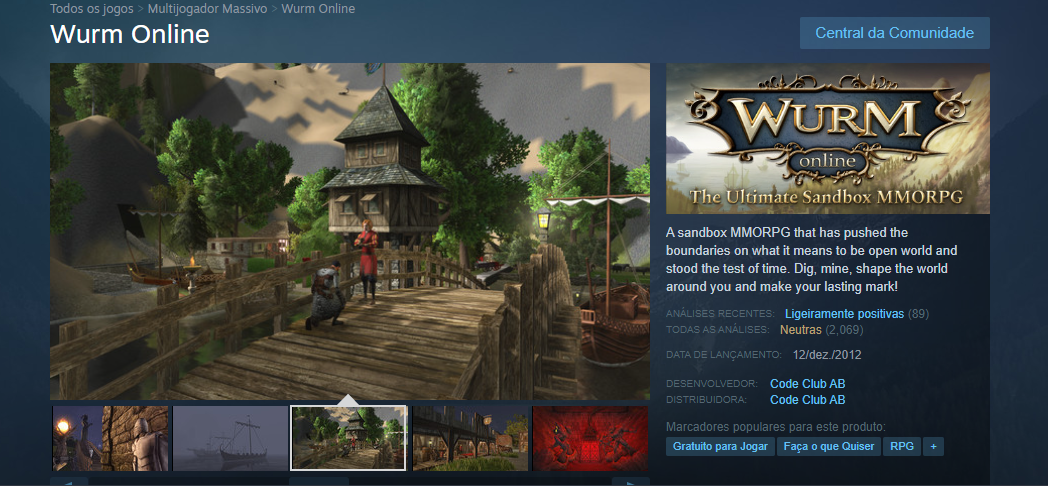 Todos os jogos > Multijogador Massivo > Wurm Online
Wurm Online
Central da Comunidade
WURM
online
The Ultimate Sandbox MMORPG
A sandbox MMORPG that has pushed the
boundaries on what it means to be open world and
stood the test of time. Dig, mine, shape the world
around you and make your lasting mark!
ANÁLISES RECENTES: Ligeiramente positivas (89)
TODAS AS ANÁLISES: Neutras (2,069)
DATA DE LANÇAMENTO: 12/dez./2012
DESENVOLVEDOR: Code Club AB
DISTRIBUIDORA: Code Club AB
Marcadores populares para este produto:
Gratuito para Jogar Faça o que Quiser RPG +